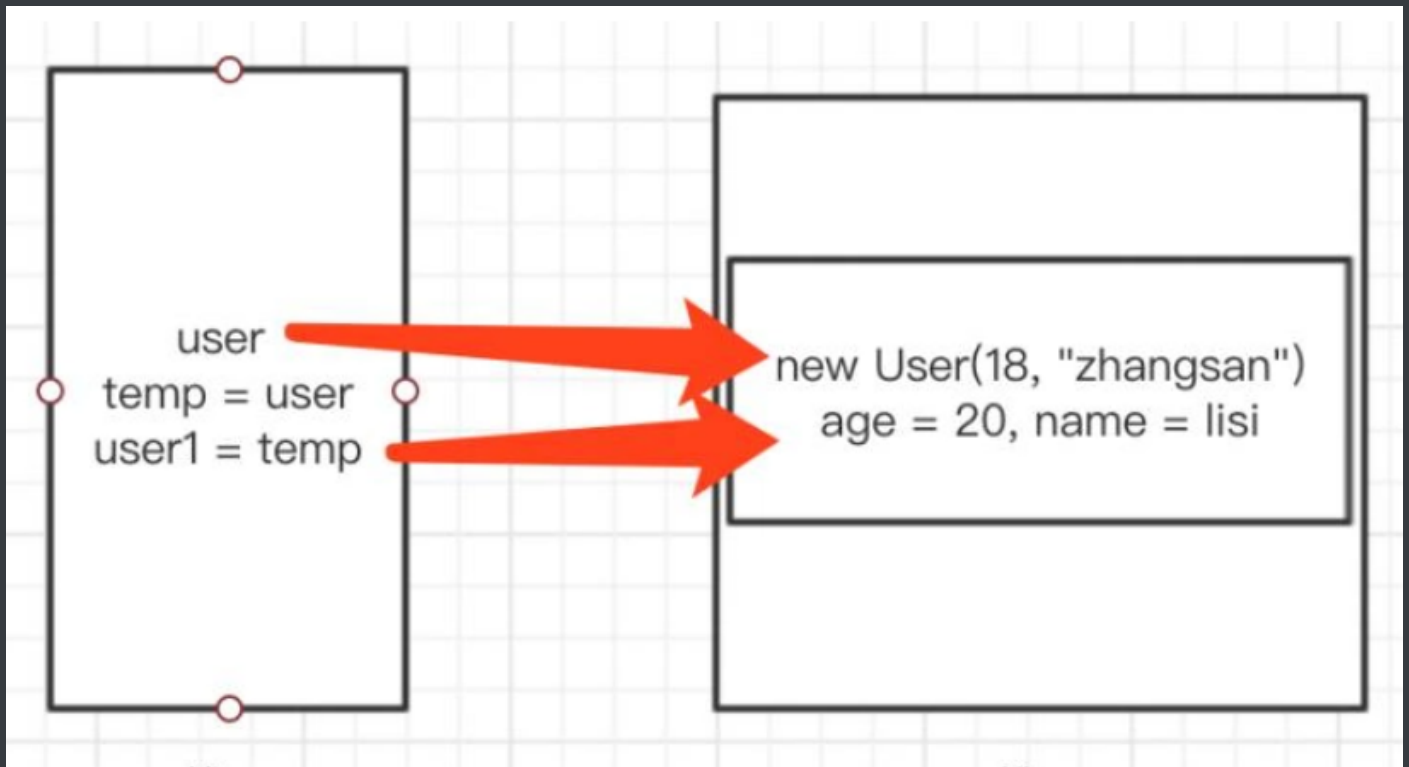 user
temp = user
user1 = temp
new User(18, "zhangsan")
age = 20, name = lisi